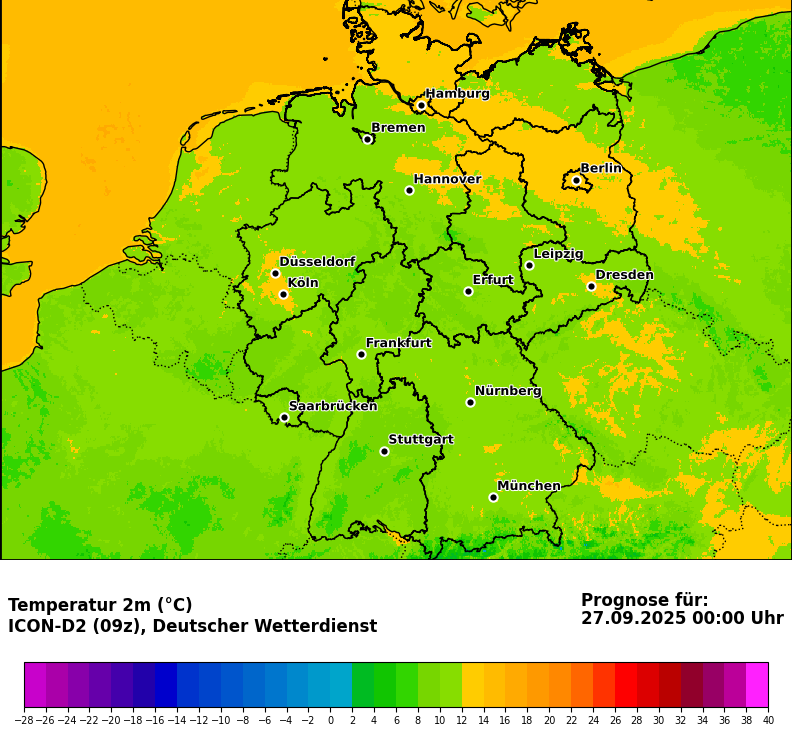 Hamburg
Bremen
Berlin
Hannover
Düsseldorf
Leipzig
Köln
Erfurt
Dresden
Frankfurt
Nürnberg
Saarbrücken
Stuttgart
München
Temperatur 2m (°C)
ICON-D2 (09z), Deutscher Wetterdienst
Prognose für:
27.09.2025 00:00 Uhr
−28 −26 −24 −22 −20 −18 −16 −14 −12 −10 −8 −6 −4 −2 0 2 4 6 8 10 12 14 16 18 20 22 24 26 28 30 32 34 36 38 40